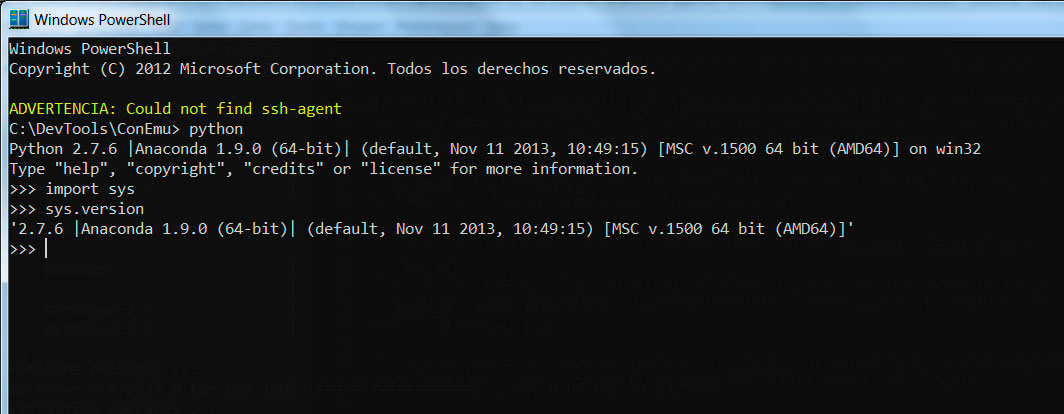 Windows PowerShell
Windows PowerShell
Copyright (C) 2012 Microsoft Corporation. Todos los derechos reservados.
ADVERTENCIA: Could not find ssh-agent
C:\DevTools\ConEmu> python
Python 2.7.6 |Anaconda 1.9.0 (64-bit)| (default, Nov 11 2013, 10:49:15) [MSC v.1500 64 bit (AMD64)] on win32
Type "help", "copyright", "credits" or "license" for more information.
>>> import sys
>>> sys.version
'2.7.6 |Anaconda 1.9.0 (64-bit)| (default, Nov 11 2013, 10:49:15) [MSC v.1500 64 bit (AMD64)]'
>>>